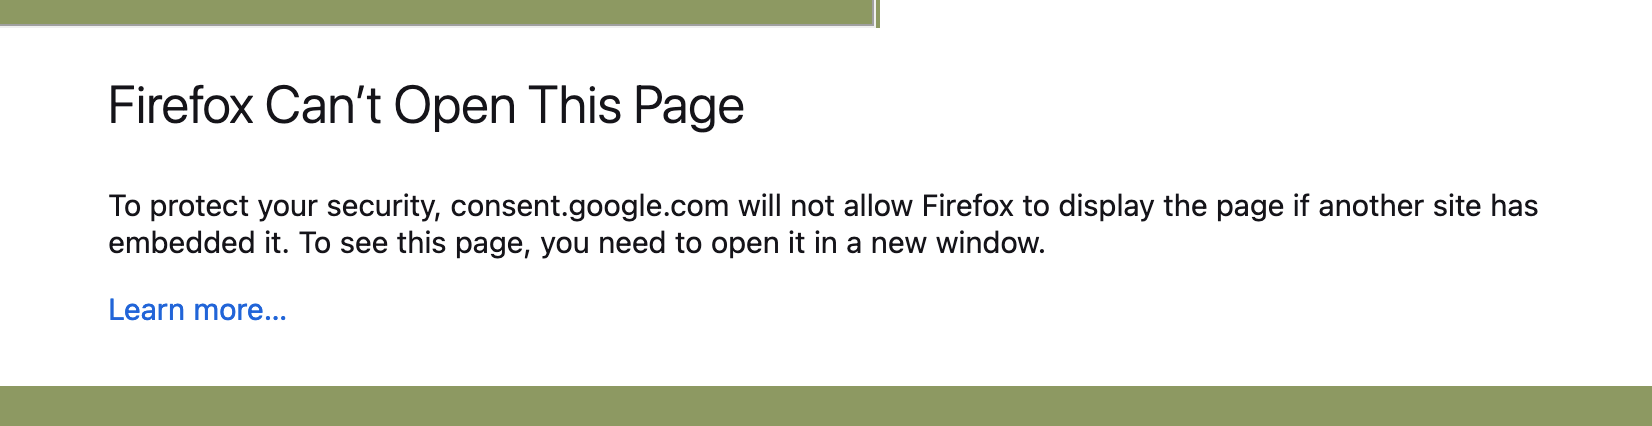 Firefox Can’t Open This Page
To protect your security, consent.google.com will not allow Firefox to display the page if another site has
embedded it. To see this page, you need to open it in a new window.
Learn more…